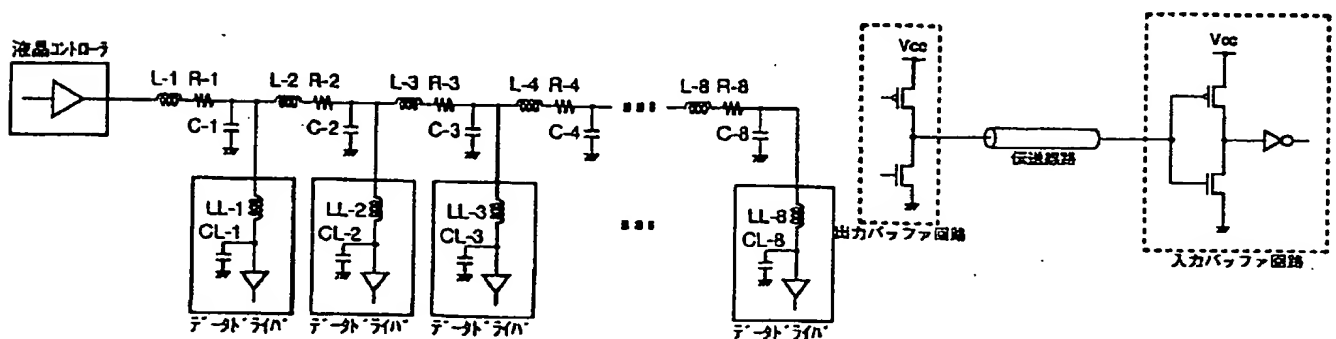 液晶コントローラ
L-1 R-1
L-2 R-2
L-3 R-3
L-4 R-4
L-8 R-8
C-1
C-2
C-3
C-4
C-8
LL-1
CL-1
LL-2
CL-2
LL-3
CL-3
LL-8
CL-8
データドライバ
データドライバ
データドライバ
データドライバ
Vcc
出力バッファ回路
伝送線路
Vcc
入力バッファ回路